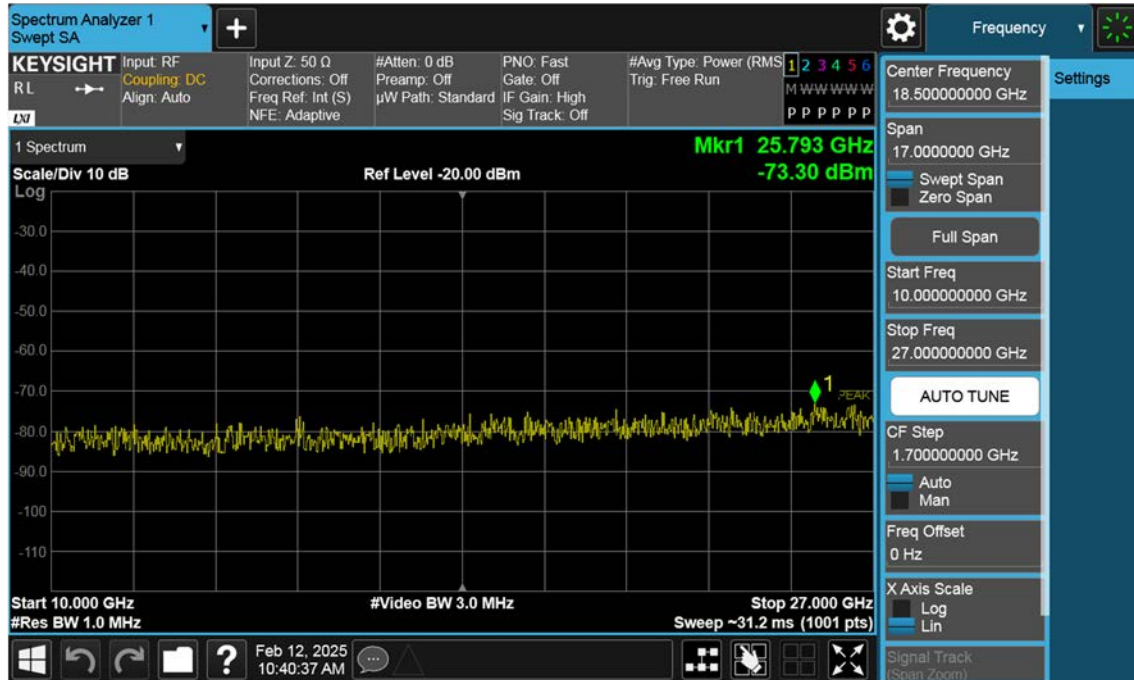 Spectrum Analyzer 1
Swept SA
+
Frequency
KEYSIGHT
RL
LXI
Input: RF
Coupling: DC
Align: Auto
Input Z: 50 Ω
Corrections: Off
Freq Ref: Int (S)
NFE: Adaptive
#Atten: 0 dB
Preamp: Off
µW Path: Standard
PNO: Fast
Gate: Off
IF Gain: High
Sig Track: Off
#Avg Type: Power (RMS
Trig: Free Run
1 2 3 4 5 6
M W W W W W
P P P P P P
1 Spectrum
Mkr1 25.793 GHz
-73.30 dBm
Scale/Div 10 dB
Ref Level -20.00 dBm
Log
-30.0
-40.0
-50.0
-60.0
-70.0
-80.0
-90.0
-100
-110
1
PEAK
Start 10.000 GHz
#Video BW 3.0 MHz
Stop 27.000 GHz
#Res BW 1.0 MHz
Sweep ~31.2 ms (1001 pts)
?
Feb 12, 2025
10:40:37 AM
Center Frequency
18.500000000 GHz
Settings
Span
17.0000000 GHz
Swept Span
Zero Span
Full Span
Start Freq
10.000000000 GHz
Stop Freq
27.000000000 GHz
AUTO TUNE
CF Step
1.700000000 GHz
Auto
Man
Freq Offset
0 Hz
X Axis Scale
Log
Lin
Signal Track
(Span Zoom)